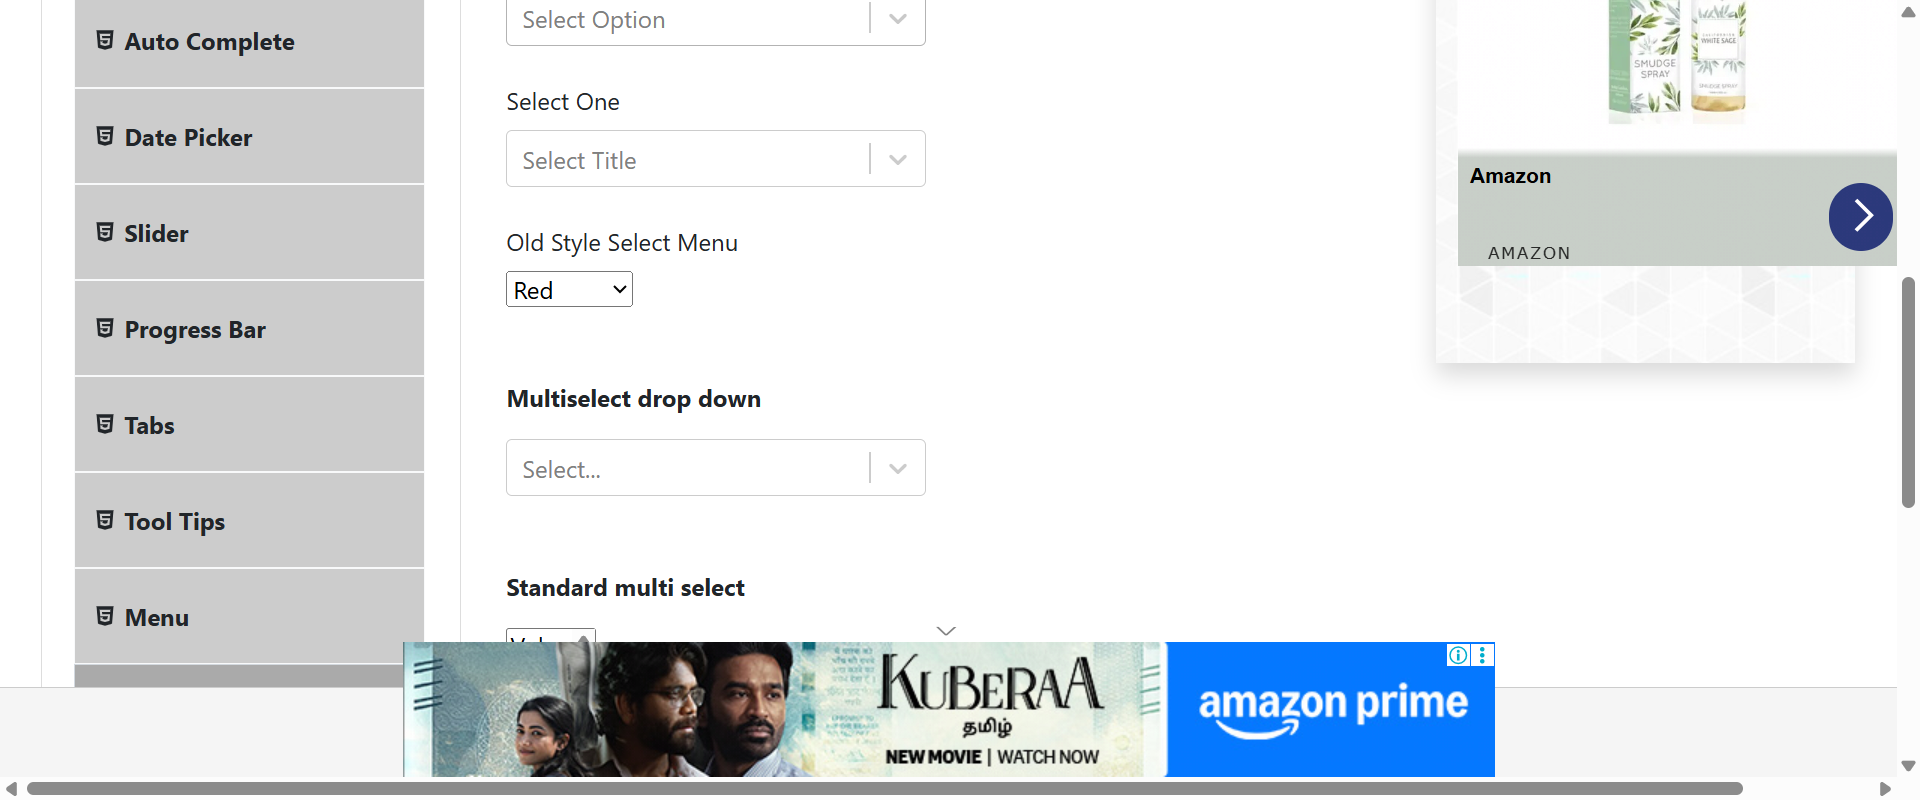 Auto Complete
Date Picker
Slider
Progress Bar
Tabs
Tool Tips
Menu
Select Option
Select One
Select Title
Old Style Select Menu
Red
Multiselect drop down
Select...
Standard multi select
WHITE SAGE
SMUDGE
SPRAY
SMUDGE SPRAY
Amazon
AMAZON
KUBERAA
தமிழ்
NEW MOVIE | WATCH NOW
amazon prime